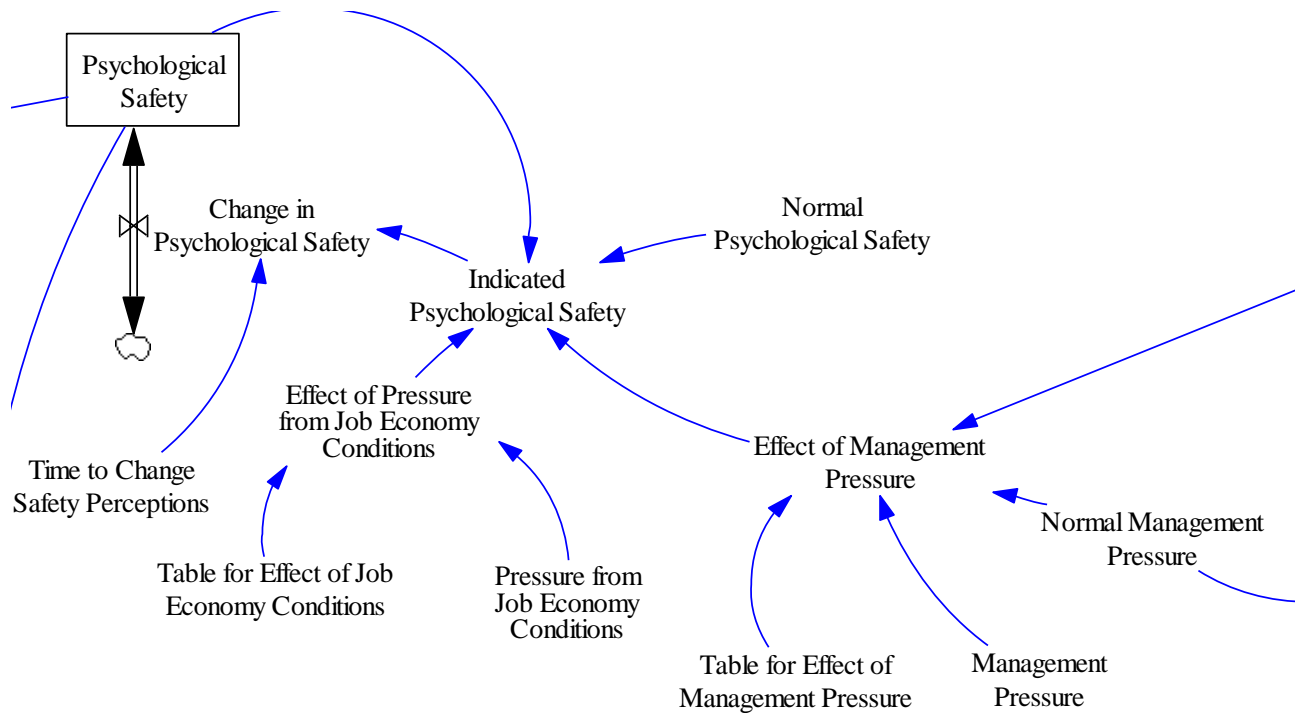 Psychological
Safety
Change in
Psychological Safety
Normal
Psychological Safety
Indicated
Psychological Safety
Effect of Pressure
from Job Economy
Conditions
Effect of Management
Pressure
Time to Change
Safety Perceptions
Normal Management
Pressure
Table for Effect of Job
Economy Conditions
Pressure from
Job Economy
Conditions
Table for Effect of
Management Pressure
Management
Pressure